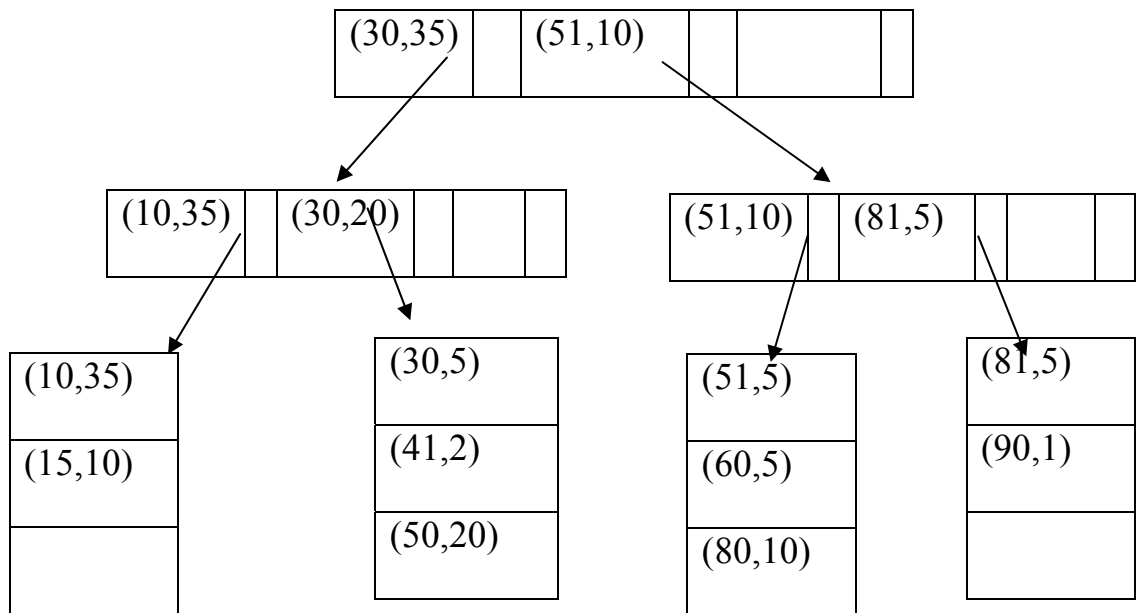 (30,35) (51,10)
(10,35) (30,20) (51,10) (81,5)
(10,35) (30,5) (51,5) (81,5)
(15,10) (41,2) (60,5) (90,1)
(50,20) (80,10)